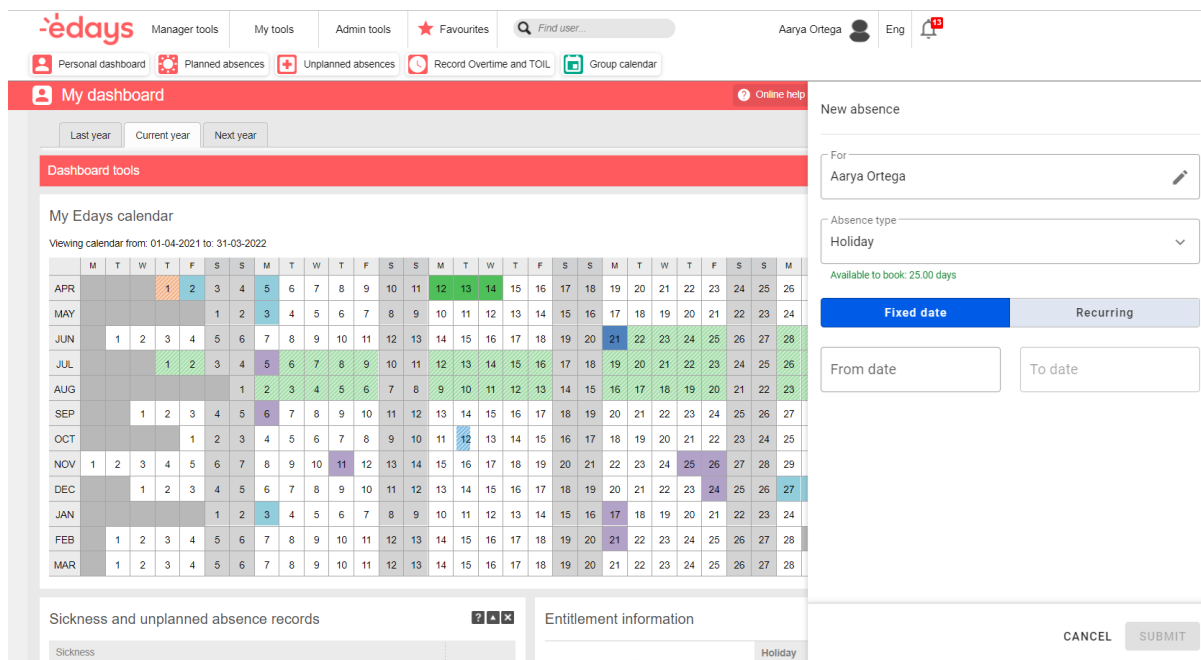 edays Manager tools My tools Admin tools Favourites Find user... Aarya Ortega Eng 13
Personal dashboard Planned absences Unplanned absences Record Overtime and TOIL Group calendar
My dashboard ? Online help
Last year Current year Next year
Dashboard tools
My Edays calendar
Viewing calendar from: 01-04-2021 to: 31-03-2022
M T W T F S S M T W T F S S M T W T F S S M T W T F S S M
APR 1 2 3 4 5 6 7 8 9 10 11 12 13 14 15 16 17 18 19 20 21 22 23 24 25 26
MAY 1 2 3 4 5 6 7 8 9 10 11 12 13 14 15 16 17 18 19 20 21 22 23 24
JUN 1 2 3 4 5 6 7 8 9 10 11 12 13 14 15 16 17 18 19 20 21 22 23 24 25 26 27 28
JUL 1 2 3 4 5 6 7 8 9 10 11 12 13 14 15 16 17 18 19 20 21 22 23 24 25 26
AUG 1 2 3 4 5 6 7 8 9 10 11 12 13 14 15 16 17 18 19 20 21 22 23
SEP 1 2 3 4 5 6 7 8 9 10 11 12 13 14 15 16 17 18 19 20 21 22 23 24 25 26 27
OCT 1 2 3 4 5 6 7 8 9 10 11 12 13 14 15 16 17 18 19 20 21 22 23 24 25
NOV 1 2 3 4 5 6 7 8 9 10 11 12 13 14 15 16 17 18 19 20 21 22 23 24 25 26 27 28 29
DEC 1 2 3 4 5 6 7 8 9 10 11 12 13 14 15 16 17 18 19 20 21 22 23 24 25 26 27
JAN 1 2 3 4 5 6 7 8 9 10 11 12 13 14 15 16 17 18 19 20 21 22 23 24
FEB 1 2 3 4 5 6 7 8 9 10 11 12 13 14 15 16 17 18 19 20 21 22 23 24 25 26 27 28
MAR 1 2 3 4 5 6 7 8 9 10 11 12 13 14 15 16 17 18 19 20 21 22 23 24 25 26 27 28
Sickness and unplanned absence records ?
Sickness
Entitlement information
Holiday
New absence
For
Aarya Ortega
Absence type
Holiday
Available to book: 25.00 days
Fixed date Recurring
From date To date
CANCEL SUBMIT